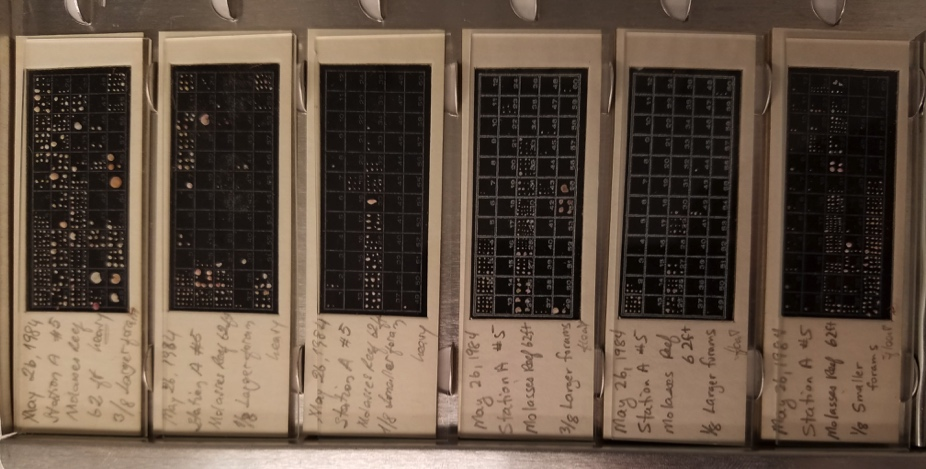 May 26, 1984
Station A #5
Molasses Reef
62 ft heavy
3/8 Larger forams
May 26, 1984
Station A #5
Molasses Reef 62ft
1/8 Larger foram
heavy
May 26, 1984
Station A #5
Molasses Reef 62ft
1/8 Smaller forams
heavy
May 26, 1984
Station A #5
Molasses Reef 62ft
3/8 Larger forams
float
May 26, 1984
Station A #5
Molasses Reef
62ft
1/8 Larger forams
float
May 26, 1984
Station A #5
Molasses Reef 62ft
1/8 Smaller
forams
float